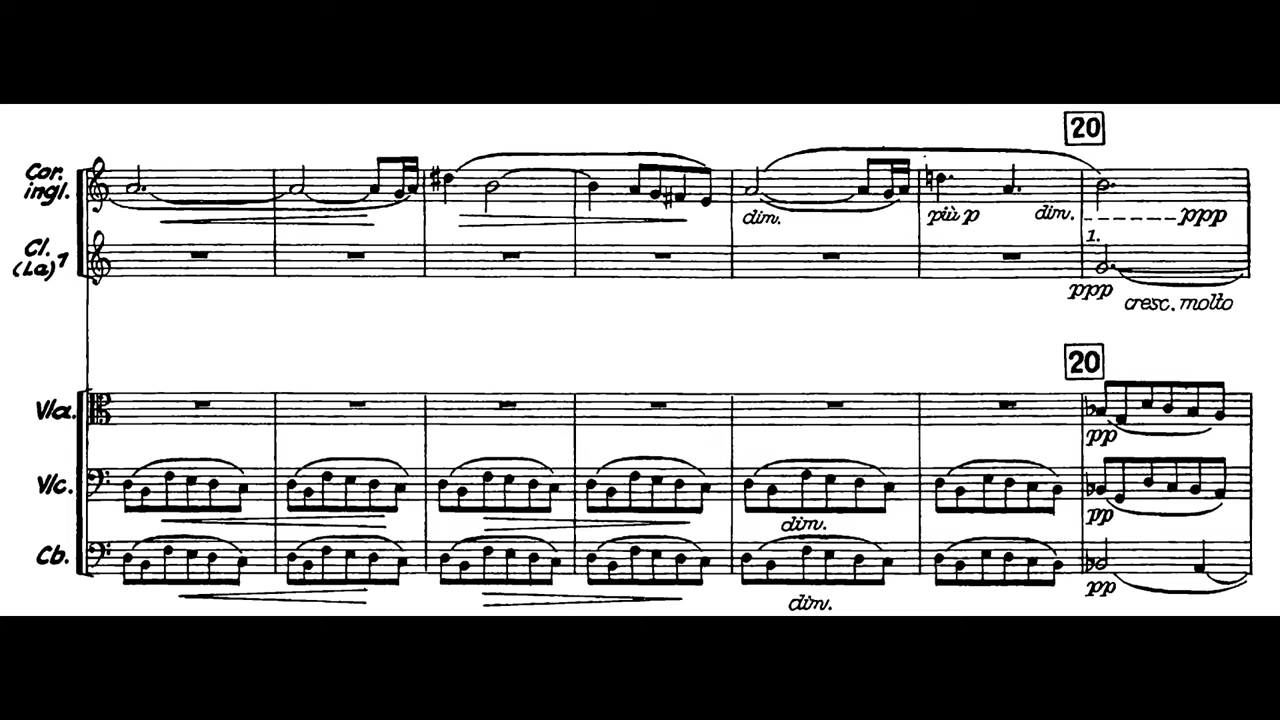 20
Cor.
ingl.
dim.
più p
dim.
ppp
Cl.
(La)1
1.
ppp
cresc. molto
20
Vla.
pp
Vlc.
pp
dim.
Cb.
pp
dim.